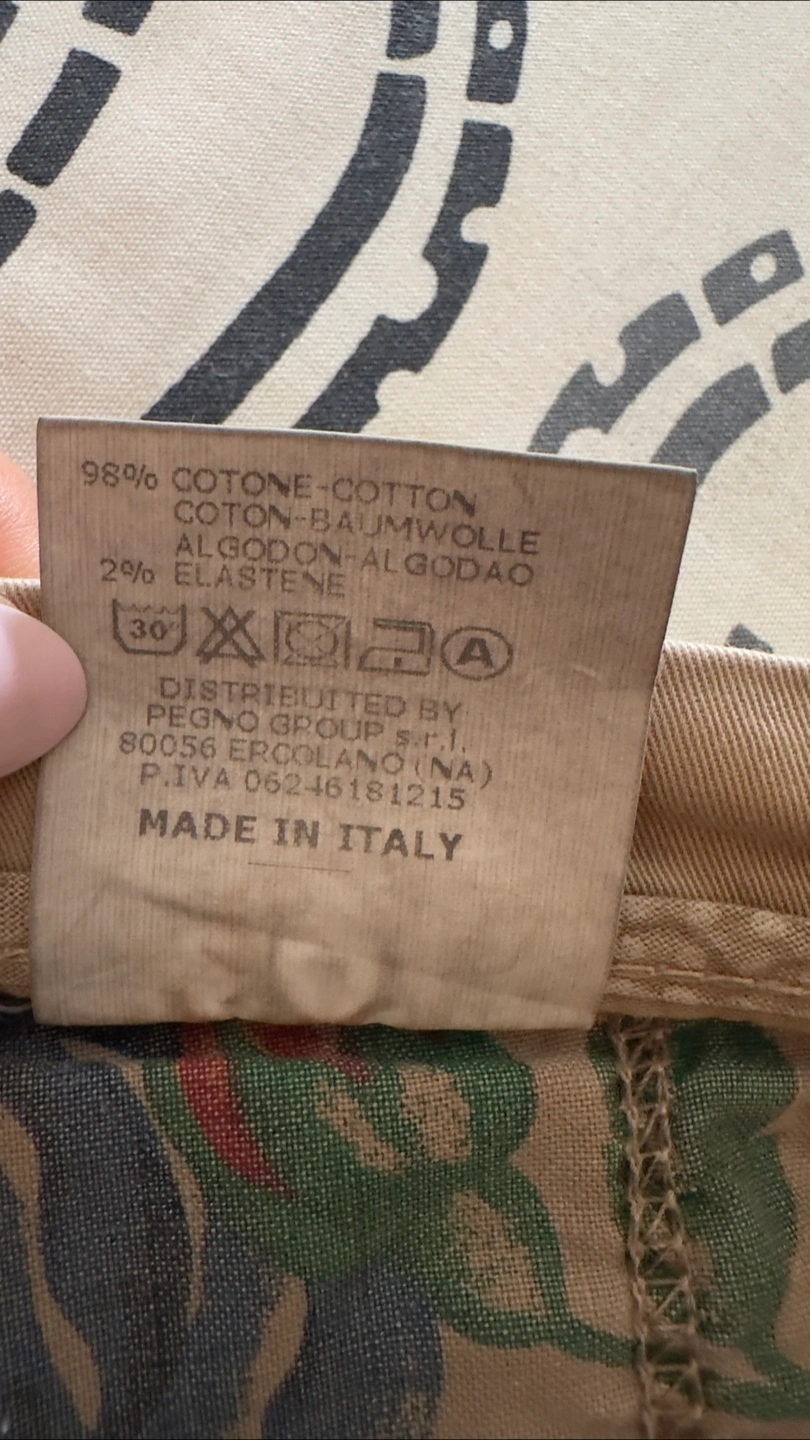 98% COTONE-COTTON
COTON-BAUMWOLLE
ALGODON-ALGODAO
2% ELASTENE
30°
A
DISTRIBUITED BY
PEGNO GROUP s.r.l.
80056 ERCOLANO (NA)
P.IVA 06246181215
MADE IN ITALY